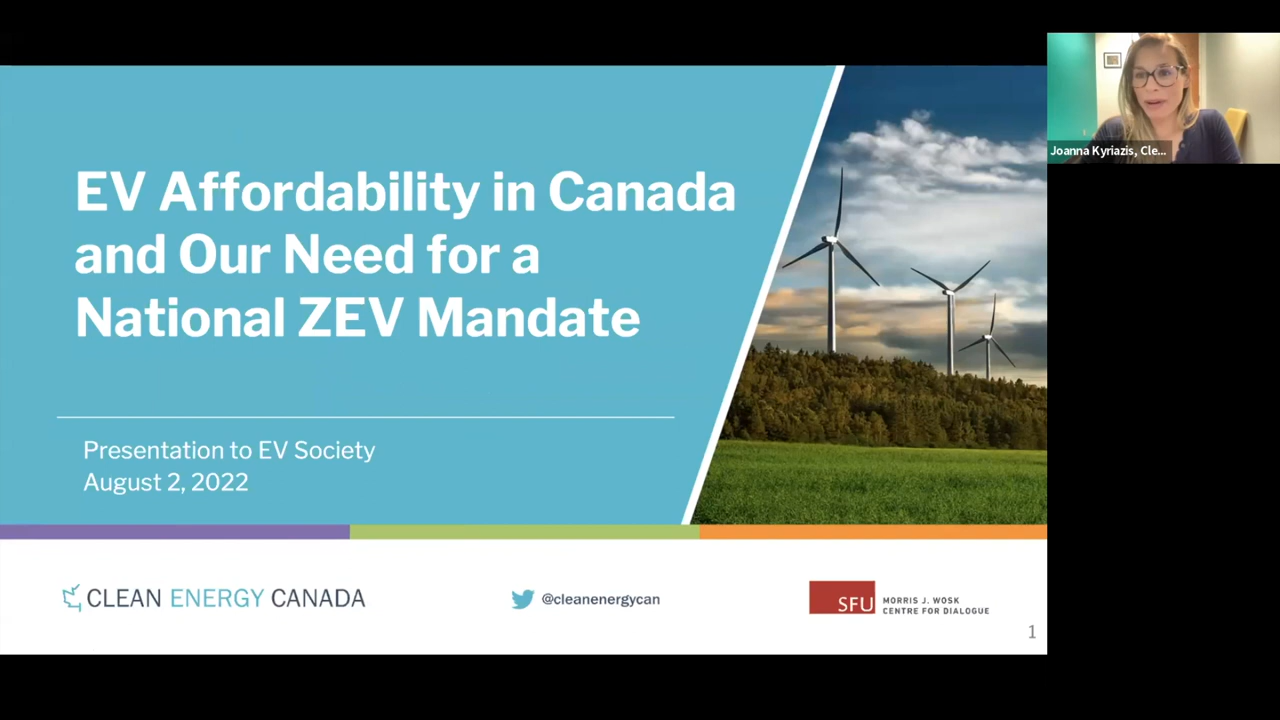 EV Affordability in Canada
and Our Need for a
National ZEV Mandate
Presentation to EV Society
August 2, 2022
CLEAN ENERGY CANADA
@cleanenergycan
SFU
MORRIS J. WOSK
CENTRE FOR DIALOGUE
1
Joanna Kyriazis, Cle...